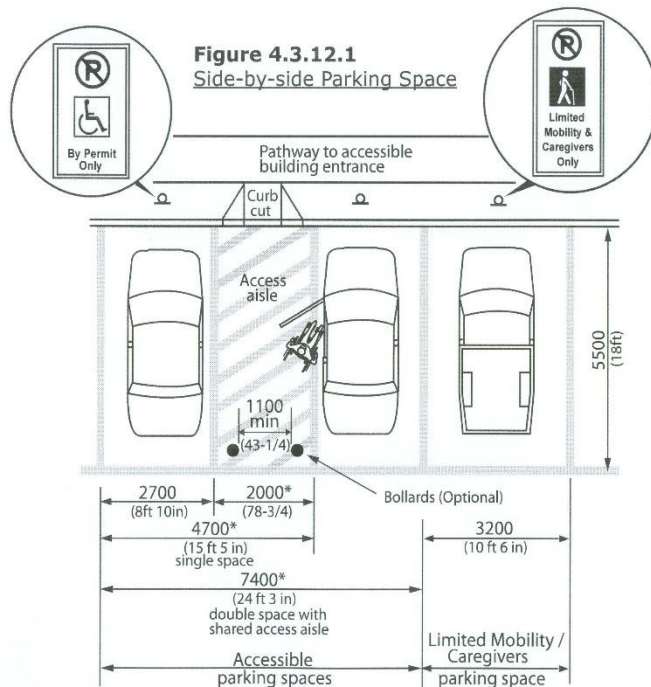 Figure 4.3.12.1
Side-by-side Parking Space
P
By Permit
Only
P
Limited
Mobility &
Caregivers
Only
Pathway to accessible
building entrance
Curb
cut
Access
aisle
5500
(18ft)
1100
min
(43-1/4)
Bollards (Optional)
2700
(8ft 10in)
2000*
(78-3/4)
4700*
(15 ft 5 in)
single space
3200
(10 ft 6 in)
7400*
(24 ft 3 in)
double space with
shared access aisle
Accessible
parking spaces
Limited Mobility /
Caregivers
parking space